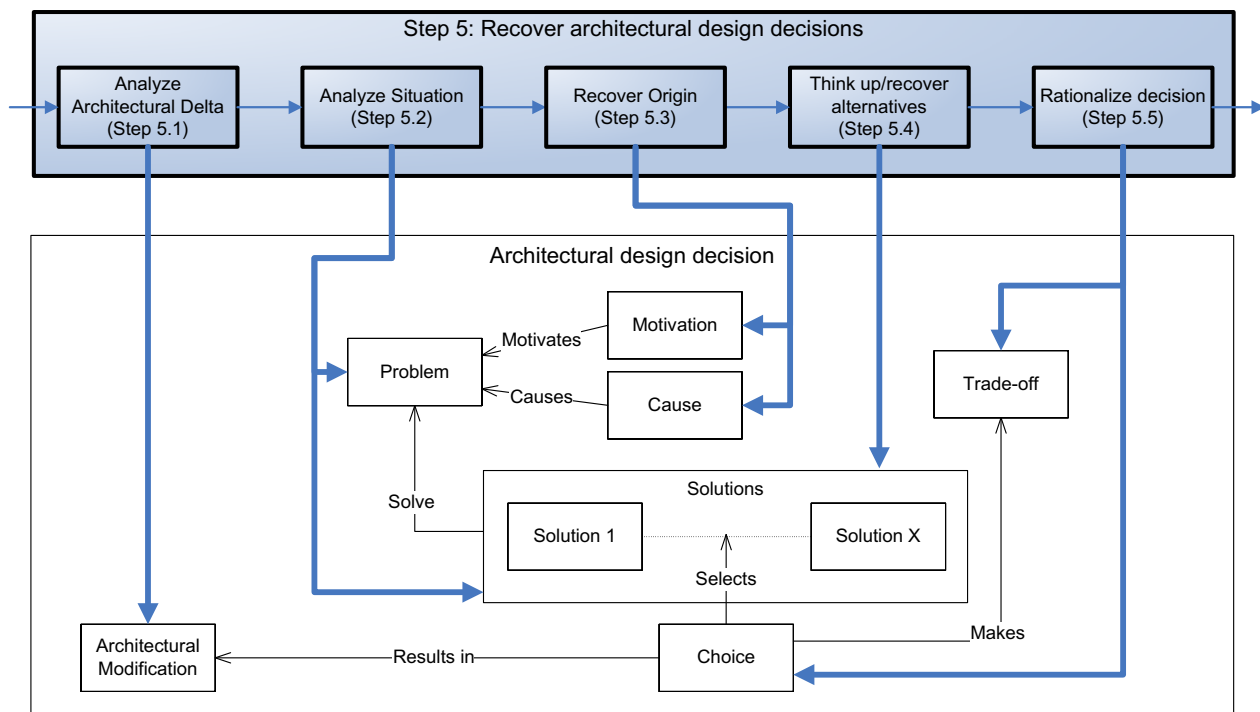 Step 5: Recover architectural design decisions
Analyze
Architectural Delta
(Step 5.1)
Analyze Situation
(Step 5.2)
Recover Origin
(Step 5.3)
Think up/recover
alternatives
(Step 5.4)
Rationalize decision
(Step 5.5)
Architectural design decision
Motivation
Motivates
Problem
Trade-off
Causes
Cause
Solutions
Solve
Solution 1
Solution X
Selects
Architectural
Modification
Results in
Choice
Makes